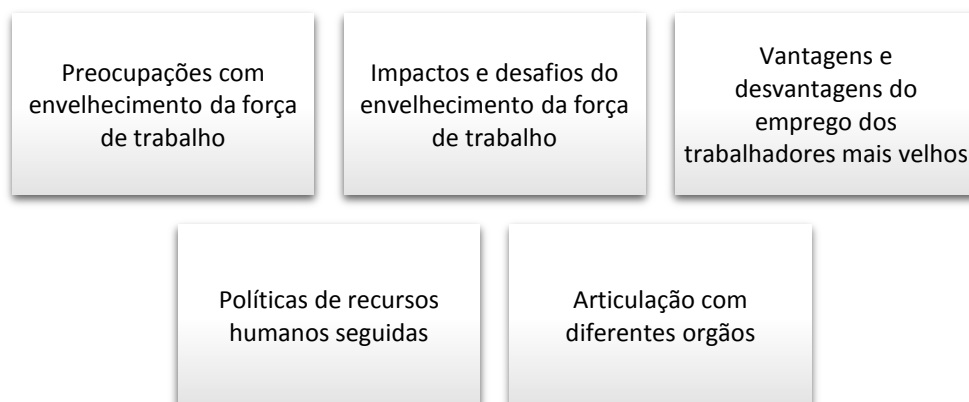 Preocupações com
envelhecimento da força
de trabalho
Impactos e desafios do
envelhecimento da força
de trabalho
Vantagens e
desvantagens do
emprego dos
trabalhadores mais velhos
Políticas de recursos
humanos seguidas
Articulação com
diferentes orgãos